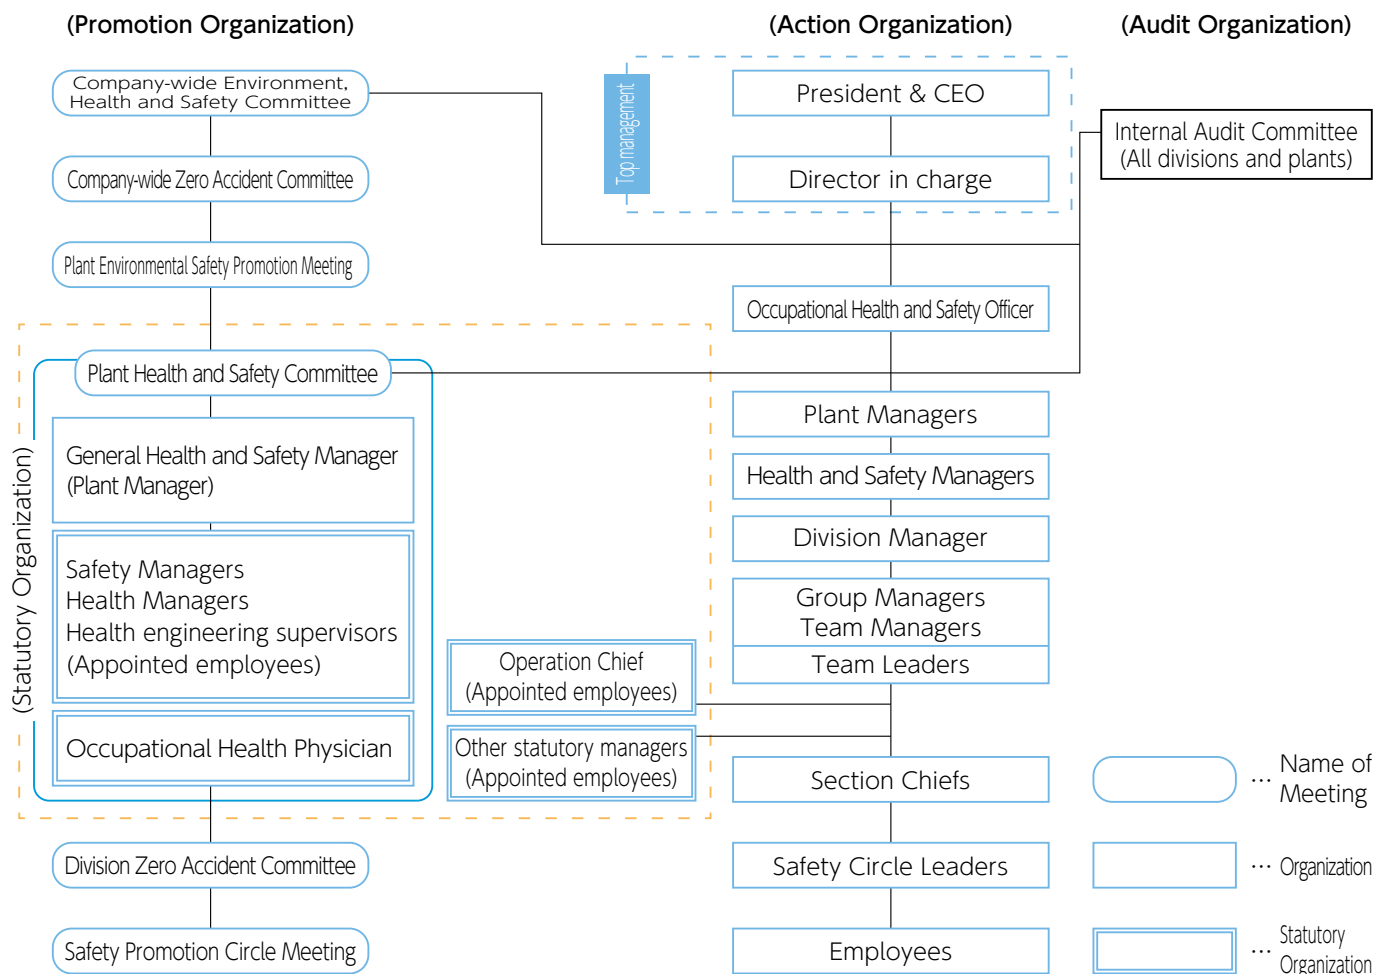 (Promotion Organization)
(Action Organization)
(Audit Organization)
Company-wide Environment,
Health and Safety Committee
Company-wide Zero Accident Committee
Plant Environmental Safety Promotion Meeting
(Statutory Organization)
Plant Health and Safety Committee
General Health and Safety Manager
(Plant Manager)
Safety Managers
Health Managers
Health engineering supervisors
(Appointed employees)
Occupational Health Physician
Operation Chief
(Appointed employees)
Other statutory managers
(Appointed employees)
Division Zero Accident Committee
Safety Promotion Circle Meeting
Top management
President & CEO
Director in charge
Occupational Health and Safety Officer
Plant Managers
Health and Safety Managers
Division Manager
Group Managers
Team Managers
Team Leaders
Section Chiefs
Safety Circle Leaders
Employees
Internal Audit Committee
(All divisions and plants)
… Name of
Meeting
… Organization
… Statutory
Organization